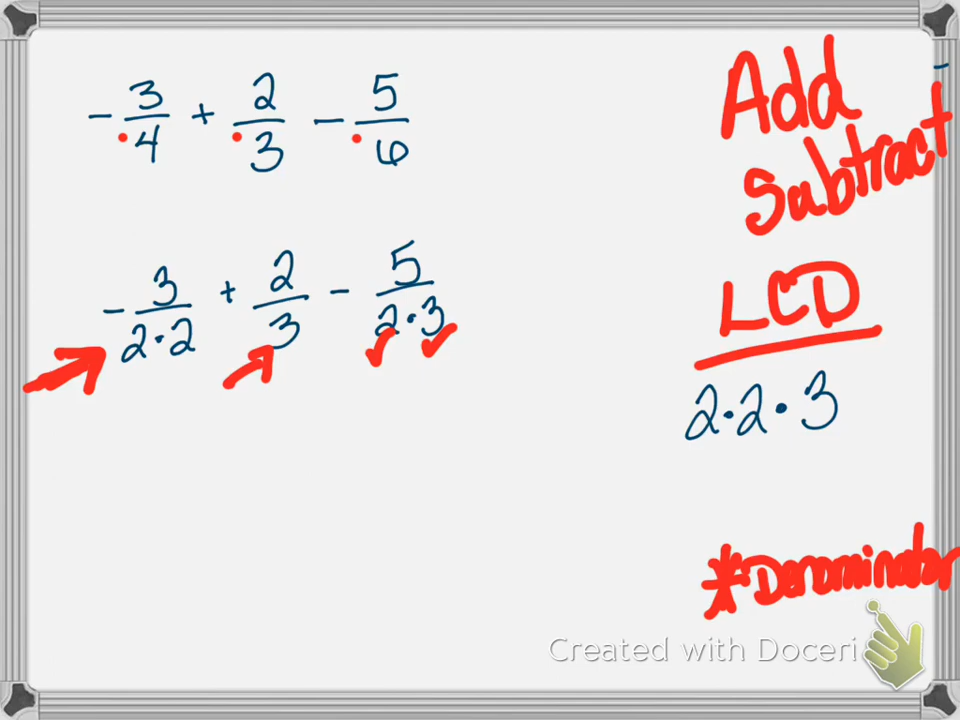 -3/4 + 2/3 - 5/6
Add
Subtract
-3/2·2 + 2/3 - 5/2·3
LCD
2·2·3
*Denominator
Created with Doceri